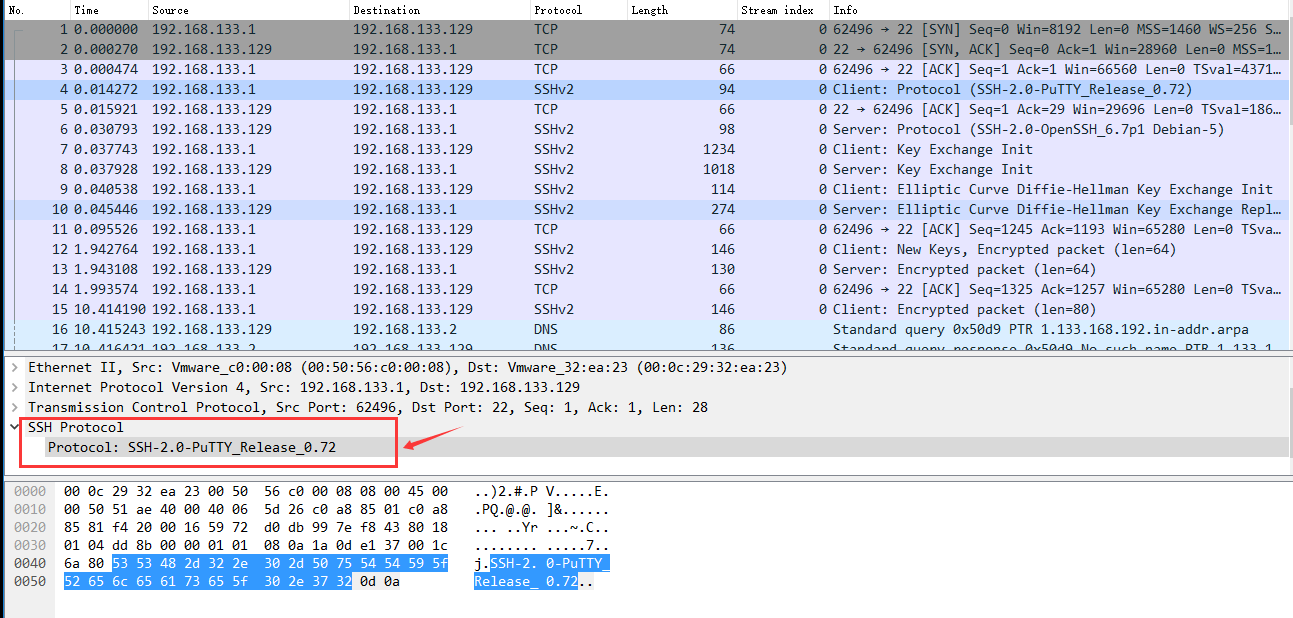 No. Time Source Destination Protocol Length Stream index Info
1 0.000000 192.168.133.1 192.168.133.129 TCP 74 0 62496 → 22 [SYN] Seq=0 Win=8192 Len=0 MSS=1460 WS=256 S…
2 0.000270 192.168.133.129 192.168.133.1 TCP 74 0 22 → 62496 [SYN, ACK] Seq=0 Ack=1 Win=28960 Len=0 MSS=1…
3 0.000474 192.168.133.1 192.168.133.129 TCP 66 0 62496 → 22 [ACK] Seq=1 Ack=1 Win=66560 Len=0 TSval=4371…
4 0.014272 192.168.133.1 192.168.133.129 SSHv2 94 0 Client: Protocol (SSH-2.0-PuTTY_Release_0.72)
5 0.015921 192.168.133.129 192.168.133.1 TCP 66 0 22 → 62496 [ACK] Seq=1 Ack=29 Win=29696 Len=0 TSval=186…
6 0.030793 192.168.133.129 192.168.133.1 SSHv2 98 0 Server: Protocol (SSH-2.0-OpenSSH_6.7p1 Debian-5)
7 0.037743 192.168.133.1 192.168.133.129 SSHv2 1234 0 Client: Key Exchange Init
8 0.037928 192.168.133.129 192.168.133.1 SSHv2 1018 0 Server: Key Exchange Init
9 0.040538 192.168.133.1 192.168.133.129 SSHv2 114 0 Client: Elliptic Curve Diffie-Hellman Key Exchange Init
10 0.045446 192.168.133.129 192.168.133.1 SSHv2 274 0 Server: Elliptic Curve Diffie-Hellman Key Exchange Repl…
11 0.095526 192.168.133.1 192.168.133.129 TCP 66 0 62496 → 22 [ACK] Seq=1245 Ack=1193 Win=65280 Len=0 TSva…
12 1.942764 192.168.133.1 192.168.133.129 SSHv2 146 0 Client: New Keys, Encrypted packet (len=64)
13 1.943108 192.168.133.129 192.168.133.1 SSHv2 130 0 Server: Encrypted packet (len=64)
14 1.993574 192.168.133.1 192.168.133.129 TCP 66 0 62496 → 22 [ACK] Seq=1325 Ack=1257 Win=65280 Len=0 TSva…
15 10.414190 192.168.133.1 192.168.133.129 SSHv2 146 0 Client: Encrypted packet (len=80)
16 10.415243 192.168.133.129 192.168.133.2 DNS 86 Standard query 0x50d9 PTR 1.133.168.192.in-addr.arpa
17 10.416421 192.168.133.2 192.168.133.129 DNS 136 Standard query response 0x50d9 No such name PTR 1.133.1…
Ethernet II, Src: Vmware_c0:00:08 (00:50:56:c0:00:08), Dst: Vmware_32:ea:23 (00:0c:29:32:ea:23)
Internet Protocol Version 4, Src: 192.168.133.1, Dst: 192.168.133.129
Transmission Control Protocol, Src Port: 62496, Dst Port: 22, Seq: 1, Ack: 1, Len: 28
SSH Protocol
Protocol: SSH-2.0-PuTTY_Release_0.72
0000 00 0c 29 32 ea 23 00 50 56 c0 00 08 08 00 45 00 ..)2.#.P V.....E.
0010 00 50 51 ae 40 00 40 06 5d 26 c0 a8 85 01 c0 a8 .PQ.@.@. ]&......
0020 85 81 f4 20 00 16 59 72 d0 db 99 7e f8 43 80 18 ... ..Yr ...~.C..
0030 01 04 dd 8b 00 00 01 01 08 0a 1a 0d e1 37 00 1c ........ .....7..
0040 6a 80 53 53 48 2d 32 2e 30 2d 50 75 54 54 59 5f j.SSH-2. 0-PuTTY_
0050 52 65 6c 65 61 73 65 5f 30 2e 37 32 0d 0a Release_ 0.72..